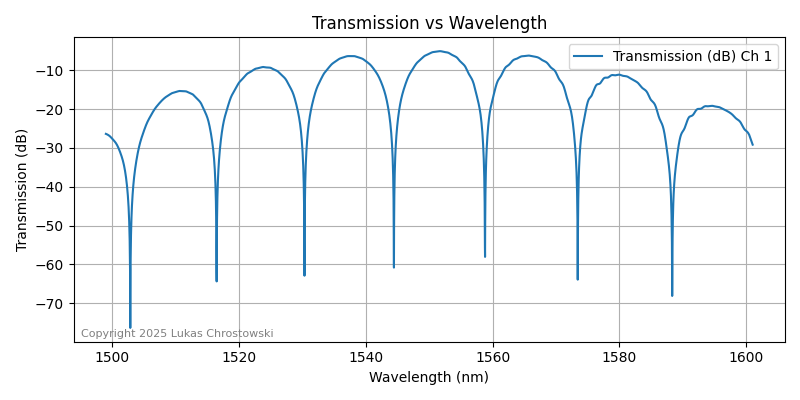 Transmission vs Wavelength
Transmission (dB) Ch 1
Transmission (dB)
−10
−20
−30
−40
−50
−60
−70
Copyright 2025 Lukas Chrostowski
1500 1520 1540 1560 1580 1600
Wavelength (nm)